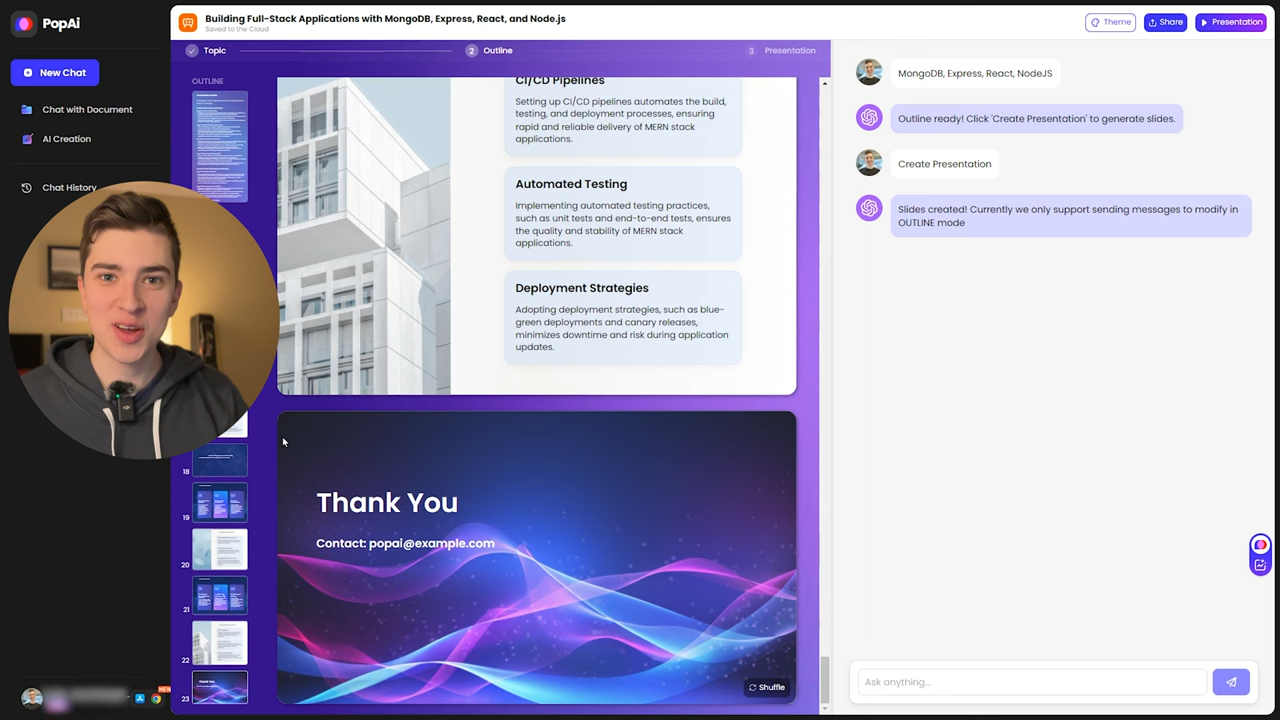 PopAi
New Chat
Chat with Document
AI Creation
Chat History
NEW
Building Full-Stack Applications with MongoDB, Express, React, and Node.js
Saved to the Cloud
Theme
Share
Presentation
Topic
2 Outline
3 Presentation
OUTLINE
18
19
20
21
22
23
CI/CD Pipelines
Setting up CI/CD pipelines automates the build,
testing, and deployment processes, ensuring
rapid and reliable delivery of MERN stack
applications.
Automated Testing
Implementing automated testing practices,
such as unit tests and end-to-end tests, ensures
the quality and stability of MERN stack
applications.
Deployment Strategies
Adopting deployment strategies, such as blue-
green deployments and canary releases,
minimizes downtime and risk during application
updates.
Thank You
Contact: popai@example.com
Shuffle
MongoDB, Express, React, NodeJS
Outline ready! Click 'Create Presentation' to generate slides.
Create Presentation
Slides created! Currently we only support sending messages to modify in
OUTLINE mode
Ask anything...